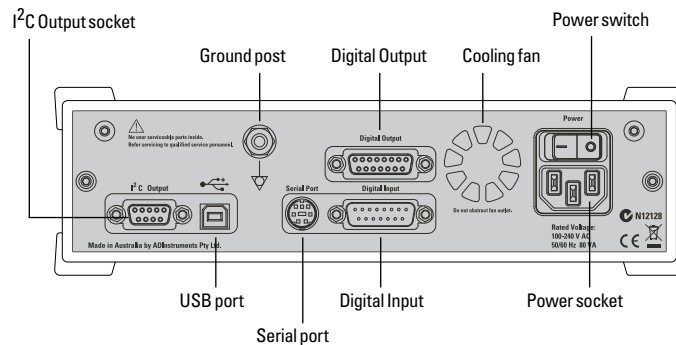 I²C Output socket
Power switch
Ground post
Digital Output
Cooling fan
Power
No user serviceable parts inside.
Refer servicing to qualified service personnel.
Digital Output
I² C Output
Serial Port
Digital Input
Do not obstruct fan outlet.
N12128
Rated Voltage:
100-240 V AC
50/60 Hz 80 VA
Made in Australia by ADInstruments Pty Ltd.
USB port
Digital Input
Power socket
Serial port